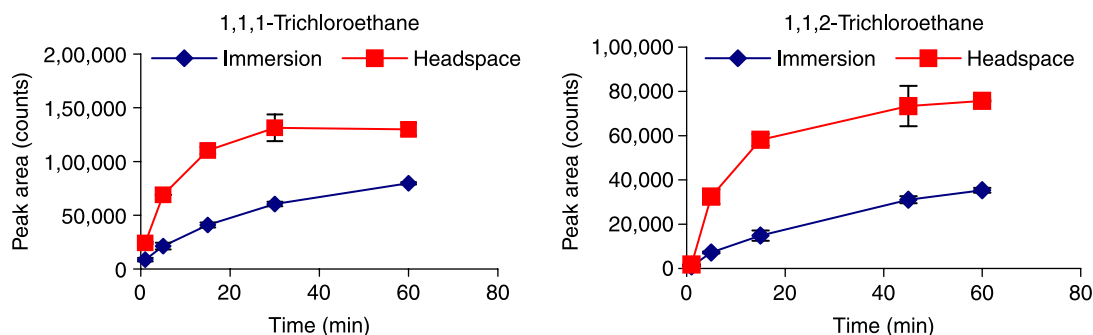 1,1,1-Trichloroethane
2,00,000
Immersion Headspace
1,50,000
1,00,000
50,000
0
0 20 40 60 80
Time (min)
Peak area (counts)
1,1,2-Trichloroethane
1,00,000
Immersion Headspace
80,000
60,000
40,000
20,000
0
0 20 40 60 80
Time (min)
Peak area (counts)